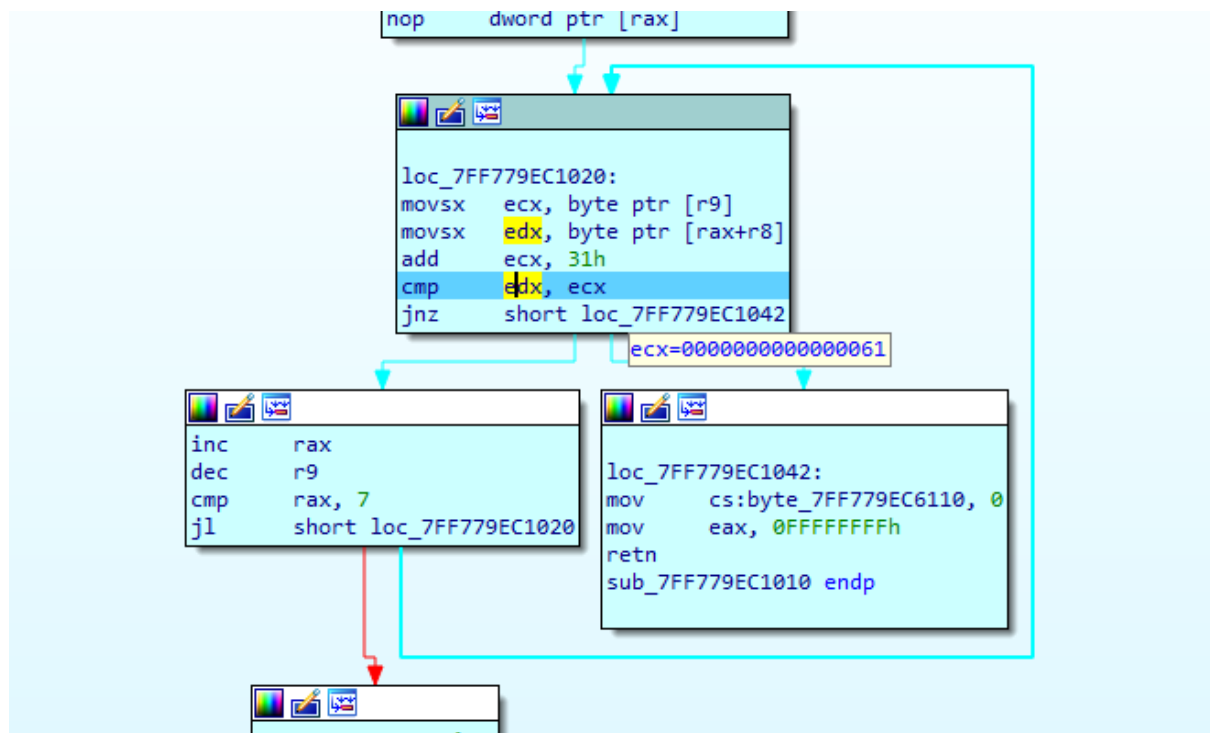 nop     dword ptr [rax]
loc_7FF779EC1020:
movsx   ecx, byte ptr [r9]
movsx   edx, byte ptr [rax+r8]
add     ecx, 31h
cmp     edx, ecx
jnz     short loc_7FF779EC1042
ecx=0000000000000061
inc     rax
dec     r9
cmp     rax, 7
jl      short loc_7FF779EC1020
loc_7FF779EC1042:
mov     cs:byte_7FF779EC6110, 0
mov     eax, 0FFFFFFFFh
retn
sub_7FF779EC1010 endp